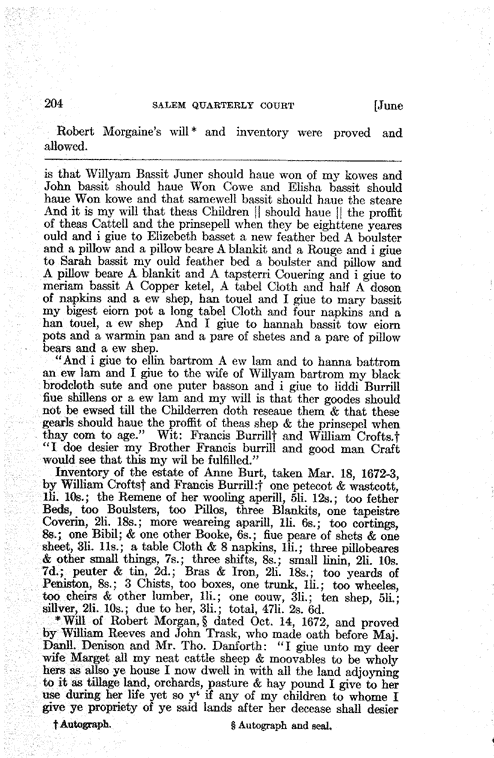 204 SALEM QUARTERLY COURT [June
Robert Morgaine's will* and inventory were proved and
allowed.
is that Willyam Bassit Juner should haue won of my kowes and
John bassit should haue Won Cowe and Elisha bassit should
haue Won kowe and that samewell bassit should haue the steare
And it is my will that theas Children || should haue || the proffit
of theas Cattell and the prinsepell when they be eighttene yeares
ould and i giue to Elizebeth basset a new feather bed A boulster
and a pillow and a pillow beare A blankit and a Rouge and i giue
to Sarah bassit my ould feather bed a boulster and pillow and
A pillow beare A blankit and A tapsterri Couering and i giue to
meriam bassit A Copper ketel, A tabel Cloth and half A doson
of napkins and a ew shep, han touel and I giue to mary bassit
my bigest eiorn pot a long tabel Cloth and four napkins and a
han touel, a ew shep And I giue to hannah bassit tow eiorn
pots and a warmin pan and a pare of shetes and a pare of pillow
bears and a ew shep.
"And i giue to ellin bartrom A ew lam and to hanna battrom
an ew lam and I giue to the wife of Willyam bartrom my black
brodcloth sute and one puter basson and i giue to liddi Burrill
fiue shillens or a ew lam and my will is that ther goodes should
not be ewsed till the Childerren doth reseaue them & that these
gearls should haue the proffit of theas shep & the prinsepel when
thay com to age." Wit: Francis Burrill† and William Crofts.†
"I doe desier my Brother Francis burrill and good man Craft
would see that this my wil be fulfilled."
Inventory of the estate of Anne Burt, taken Mar. 18, 1672-3,
by William Crofts† and Francis Burrill:† one petecot & wastcott,
1li. 10s.; the Remene of her wooling aperill, 5li. 12s.; too fether
Beds, too Boulsters, too Pillos, three Blankits, one tapeistre
Coverin, 2li. 18s.; more weareing aparill, 1li. 6s.; too cortings,
8s.; one Bibil; & one other Booke, 6s.; fiue peare of shets & one
sheet, 3li. 11s.; a table Cloth & 8 napkins, 1li.; three pillobeares
& other small things, 7s.; three shifts, 8s.; small linin, 2li. 10s.
7d.; peuter & tin, 2d.; Bras & Iron, 2li. 18s.; too yards of
Peniston, 8s.; 3 Chists, too boxes, one trunk, 1li.; too wheeles,
too cheirs & other lumber, 1li.; one couw, 3li.; ten shep, 5li.;
sillver, 2li. 10s.; due to her, 3li.; total, 47li. 2s. 6d.
*Will of Robert Morgan,§ dated Oct. 14, 1672, and proved
by William Reeves and John Trask, who made oath before Maj.
Danll. Denison and Mr. Tho. Danforth: "I giue unto my deer
wife Marget all my neat cattle sheep & moovables to be wholy
hers as allso ye house I now dwell in with all the land adjoyning
to it as tillage land, orchards, pasture & hay pound I give to her
use during her life yet so yt if any of my children to whome I
give ye propriety of ye said lands after her decease shall desier
† Autograph. § Autograph and seal.